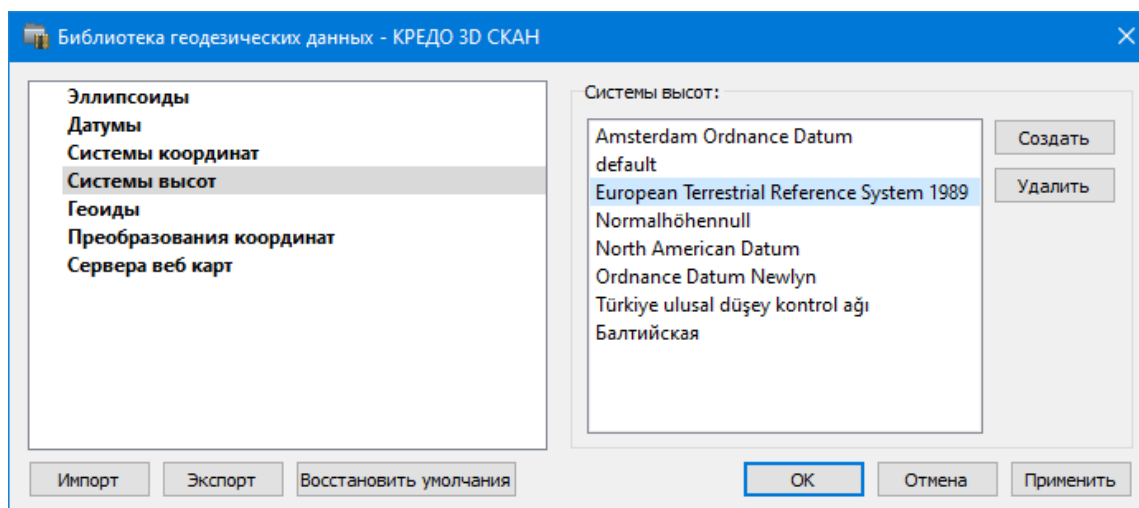 Библиотека геодезических данных - КРЕДО 3D СКАН
Эллипсоиды
Датумы
Системы координат
Системы высот
Геоиды
Преобразования координат
Сервера веб карт
Системы высот:
Amsterdam Ordnance Datum
default
European Terrestrial Reference System 1989
Normalhöhennull
North American Datum
Ordnance Datum Newlyn
Türkiye ulusal düşey kontrol ağı
Балтийская
Создать
Удалить
Импорт
Экспорт
Восстановить умолчания
OK
Отмена
Применить